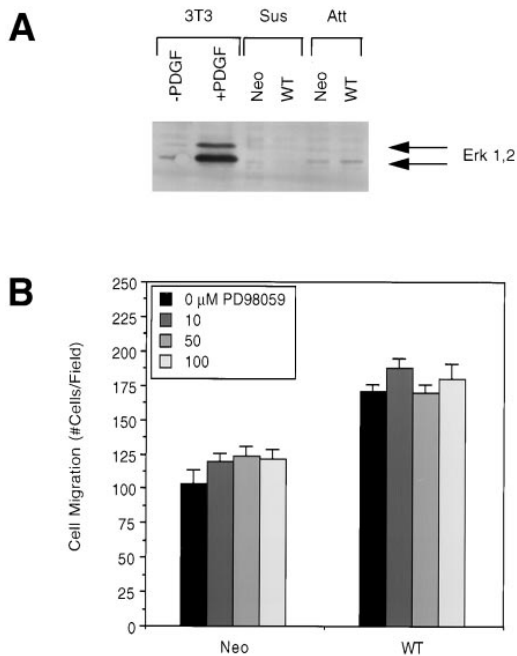 A
3T3 Sus Att
-PDGF +PDGF Neo WT Neo WT
Erk 1,2
B
250
225
200
175
150
125
100
75
50
25
0
Cell Migration (#Cells/Field)
0 µM PD98059
10
50
100
Neo WT